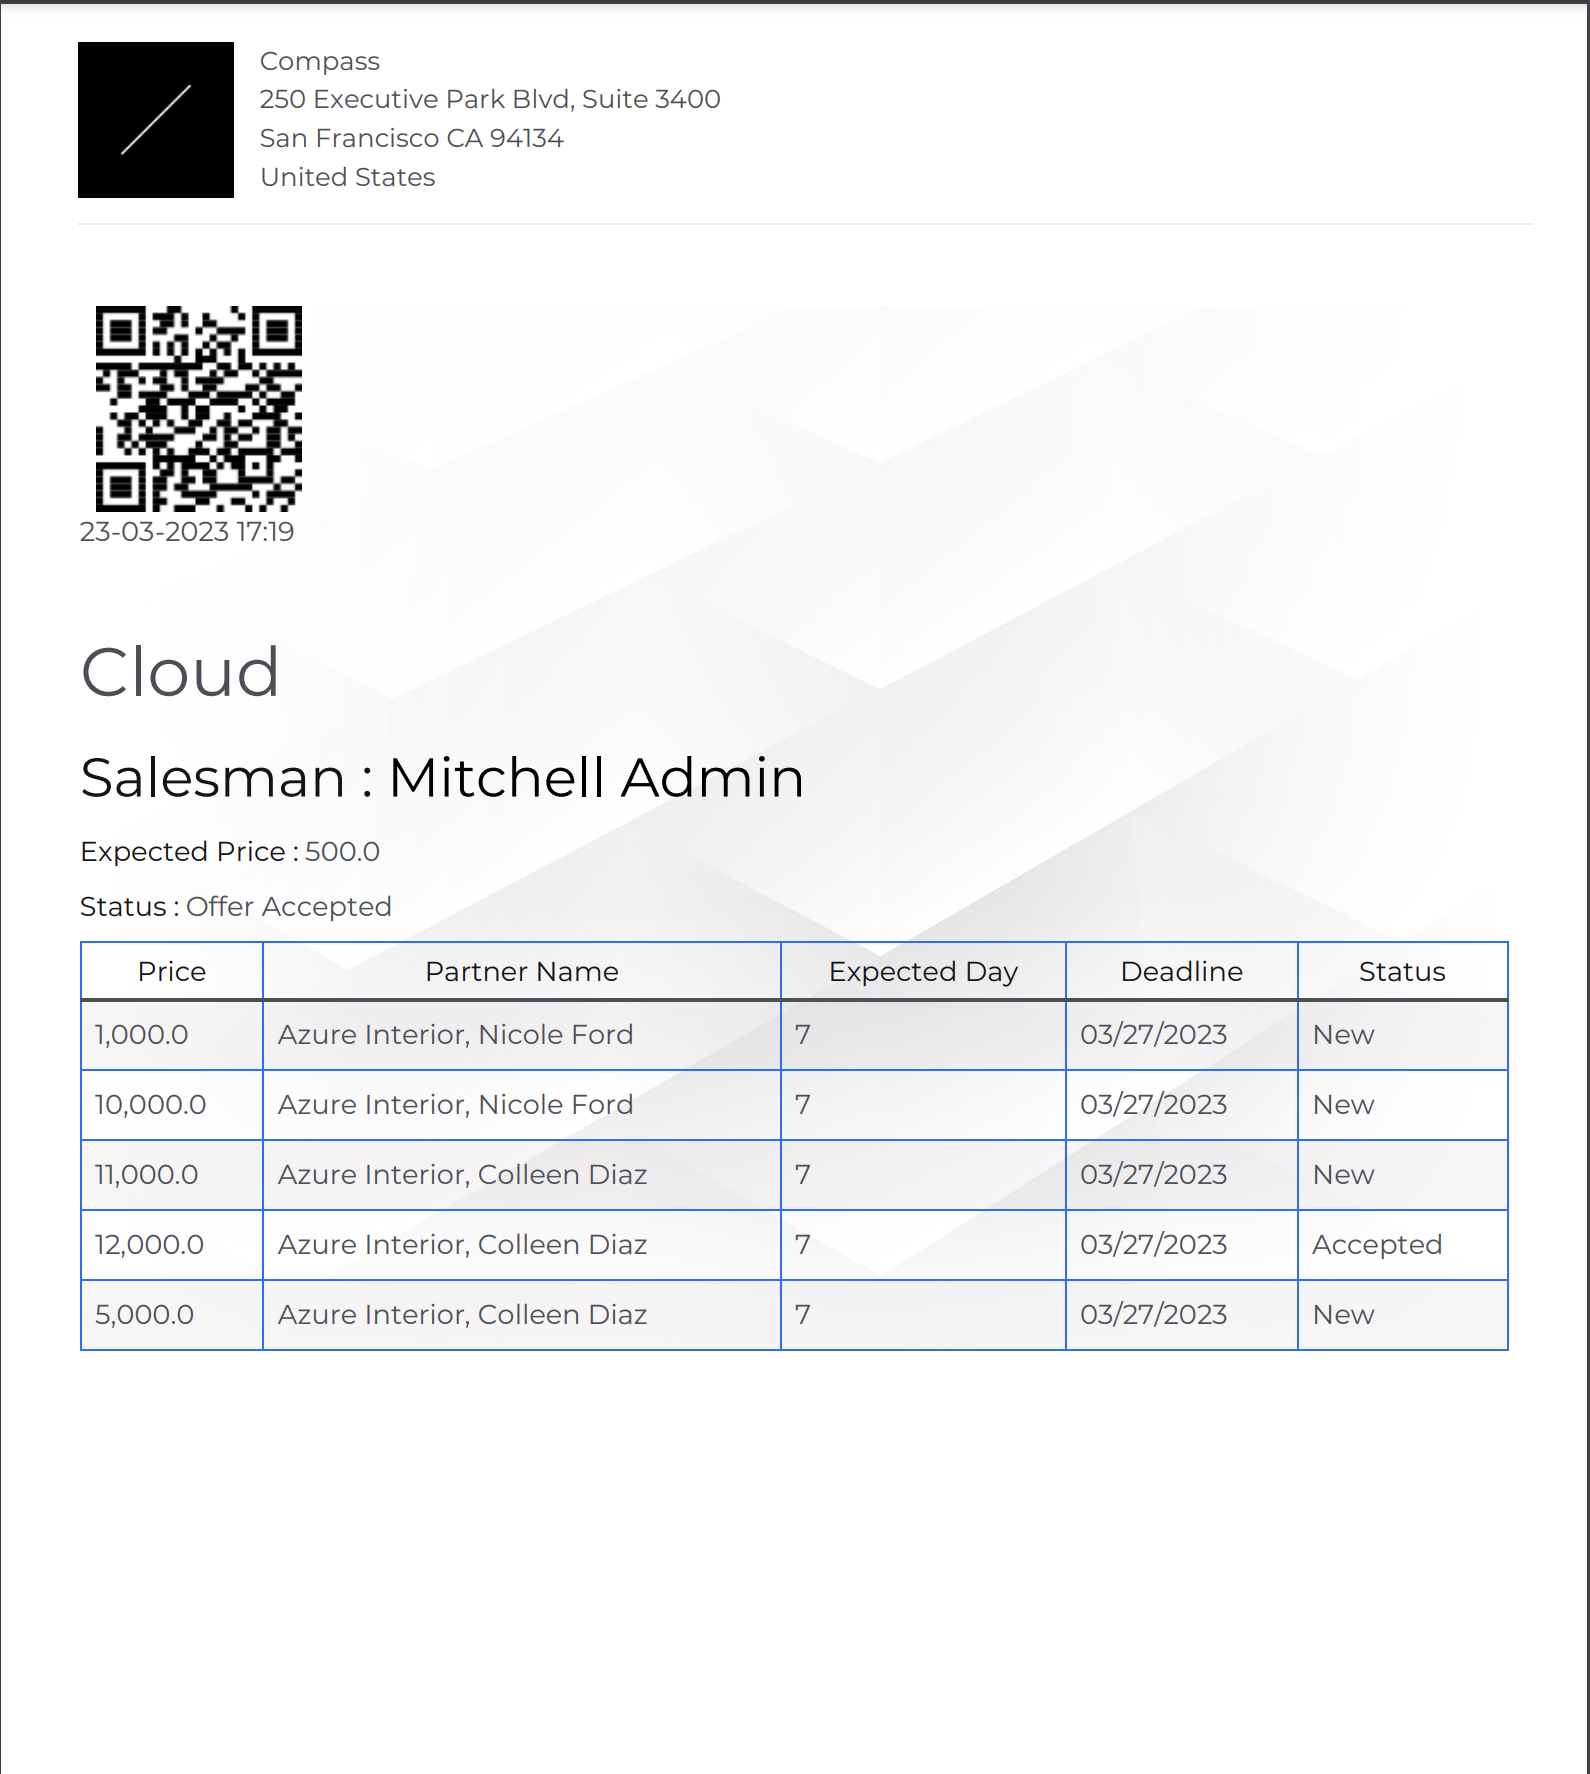 Compass
250 Executive Park Blvd, Suite 3400
San Francisco CA 94134
United States
23-03-2023 17:19
Cloud
Salesman : Mitchell Admin
Expected Price : 500.0
Status : Offer Accepted
Price Partner Name Expected Day Deadline Status
1,000.0 Azure Interior, Nicole Ford 7 03/27/2023 New
10,000.0 Azure Interior, Nicole Ford 7 03/27/2023 New
11,000.0 Azure Interior, Colleen Diaz 7 03/27/2023 New
12,000.0 Azure Interior, Colleen Diaz 7 03/27/2023 Accepted
5,000.0 Azure Interior, Colleen Diaz 7 03/27/2023 New